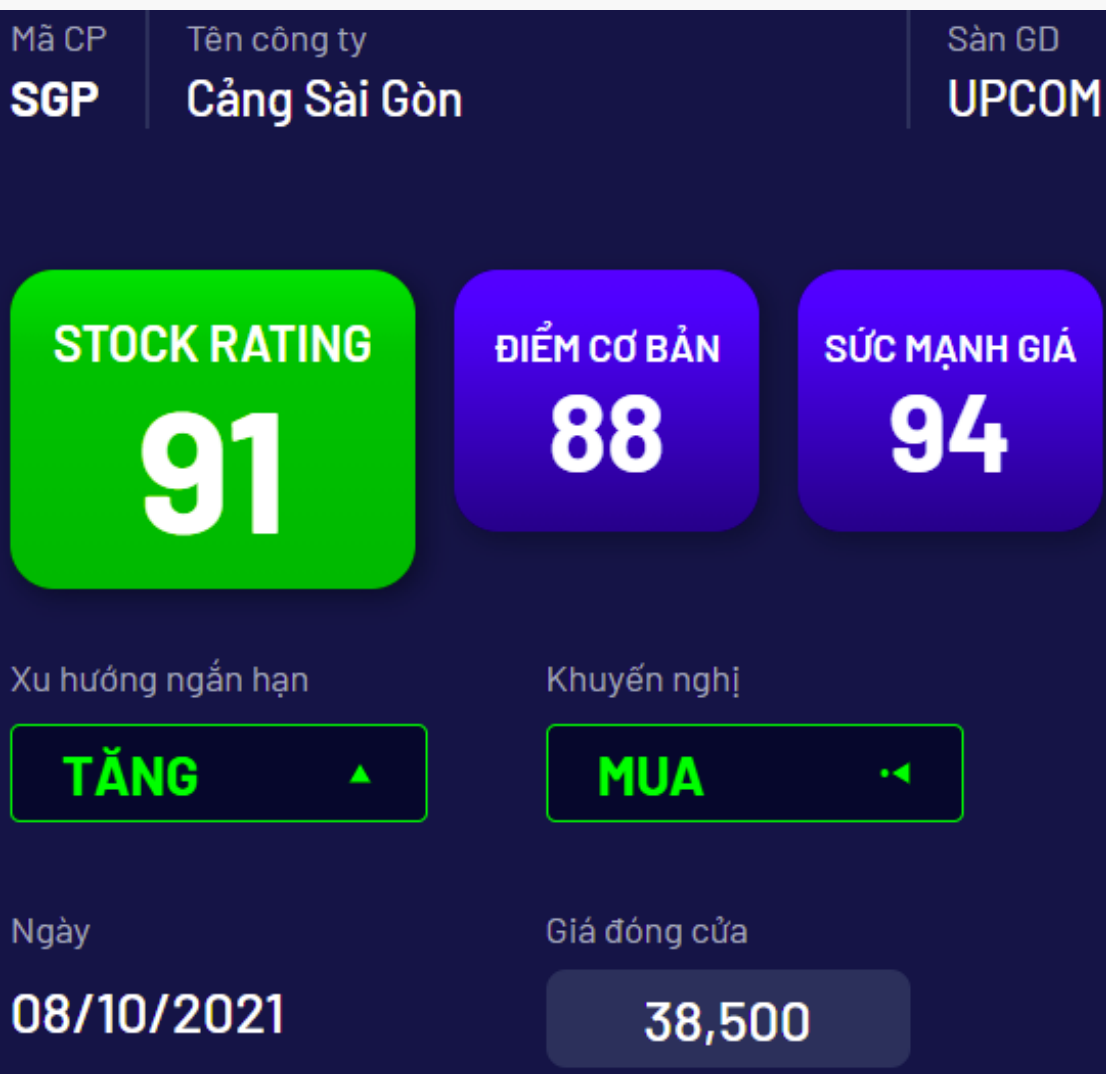 Mã CP
SGP
Tên công ty
Cảng Sài Gòn
Sàn GD
UPCOM
STOCK RATING
91
ĐIỂM CƠ BẢN
88
SỨC MẠNH GIÁ
94
Xu hướng ngắn hạn
TĂNG
Khuyến nghị
MUA
Ngày
08/10/2021
Giá đóng cửa
38,500